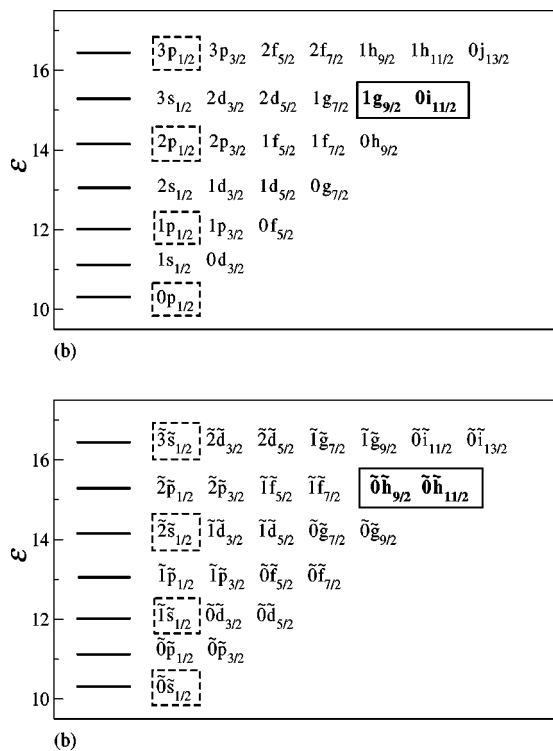 16 3p1/2 3p3/2 2f5/2 2f7/2 1h9/2 1h11/2 0j13/2
3s1/2 2d3/2 2d5/2 1g7/2 1g9/2 0i11/2
14 2p1/2 2p3/2 1f5/2 1f7/2 0h9/2
ε
2s1/2 1d3/2 1d5/2 0g7/2
12 1p1/2 1p3/2 0f5/2
1s1/2 0d3/2
10 0p1/2
(b)
16 3̃s̃1/2 2̃d̃3/2 2̃d̃5/2 1̃g̃7/2 1̃g̃9/2 0̃ĩ11/2 0̃ĩ13/2
2̃p̃1/2 2̃p̃3/2 1̃f̃5/2 1̃f̃7/2 0̃h̃9/2 0̃h̃11/2
14 2̃s̃1/2 1̃d̃3/2 1̃d̃5/2 0̃g̃7/2 0̃g̃9/2
ε
1̃p̃1/2 1̃p̃3/2 0̃f̃5/2 0̃f̃7/2
12 1̃s̃1/2 0̃d̃3/2 0̃d̃5/2
0̃p̃1/2 0̃p̃3/2
10 0̃s̃1/2
(b)